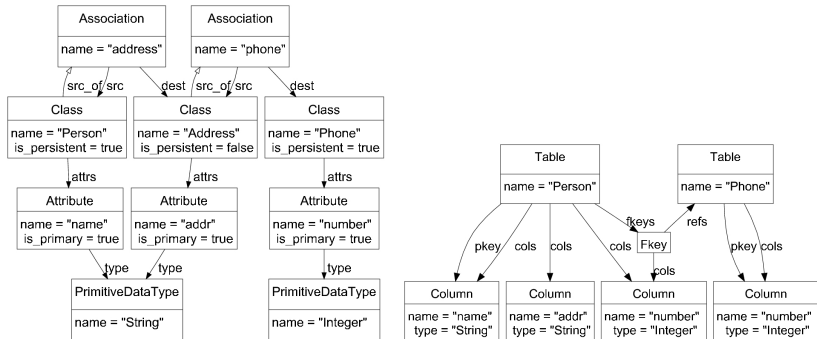 Association
name = "address"
Association
name = "phone"
src_of
src
dest
src_of
src
dest
Class
name = "Person"
is_persistent = true
Class
name = "Address"
is_persistent = false
Class
name = "Phone"
is_persistent = true
attrs
attrs
attrs
Attribute
name = "name"
is_primary = true
Attribute
name = "addr"
is_primary = true
Attribute
name = "number"
is_primary = true
type
type
type
PrimitiveDataType
name = "String"
PrimitiveDataType
name = "Integer"
Table
name = "Person"
Table
name = "Phone"
fkeys
refs
Fkey
pkey
cols
cols
cols
cols
pkey
cols
Column
name = "name"
type = "String"
Column
name = "addr"
type = "String"
Column
name = "number"
type = "Integer"
Column
name = "number"
type = "Integer"